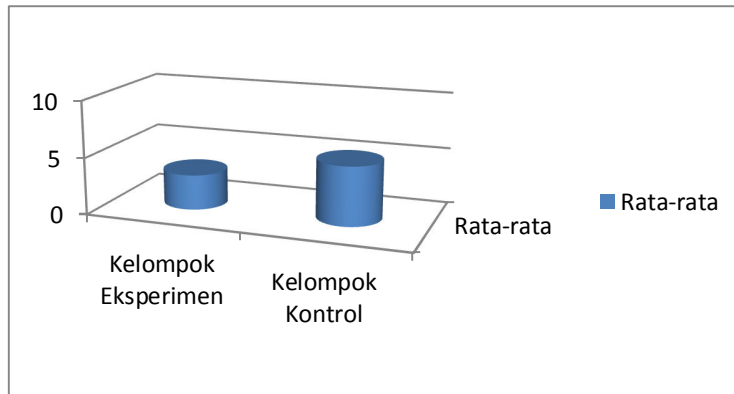 10
5
0
Kelompok
Eksperimen
Kelompok
Kontrol
Rata-rata
Rata-rata